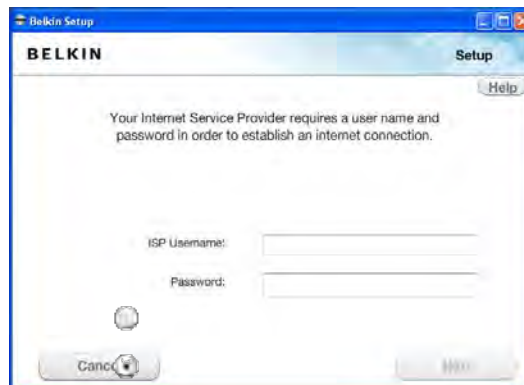 Belkin Setup
BELKIN
Setup
Help
Your Internet Service Provider requires a user name and
password in order to establish an internet connection.
ISP Username:
Password: